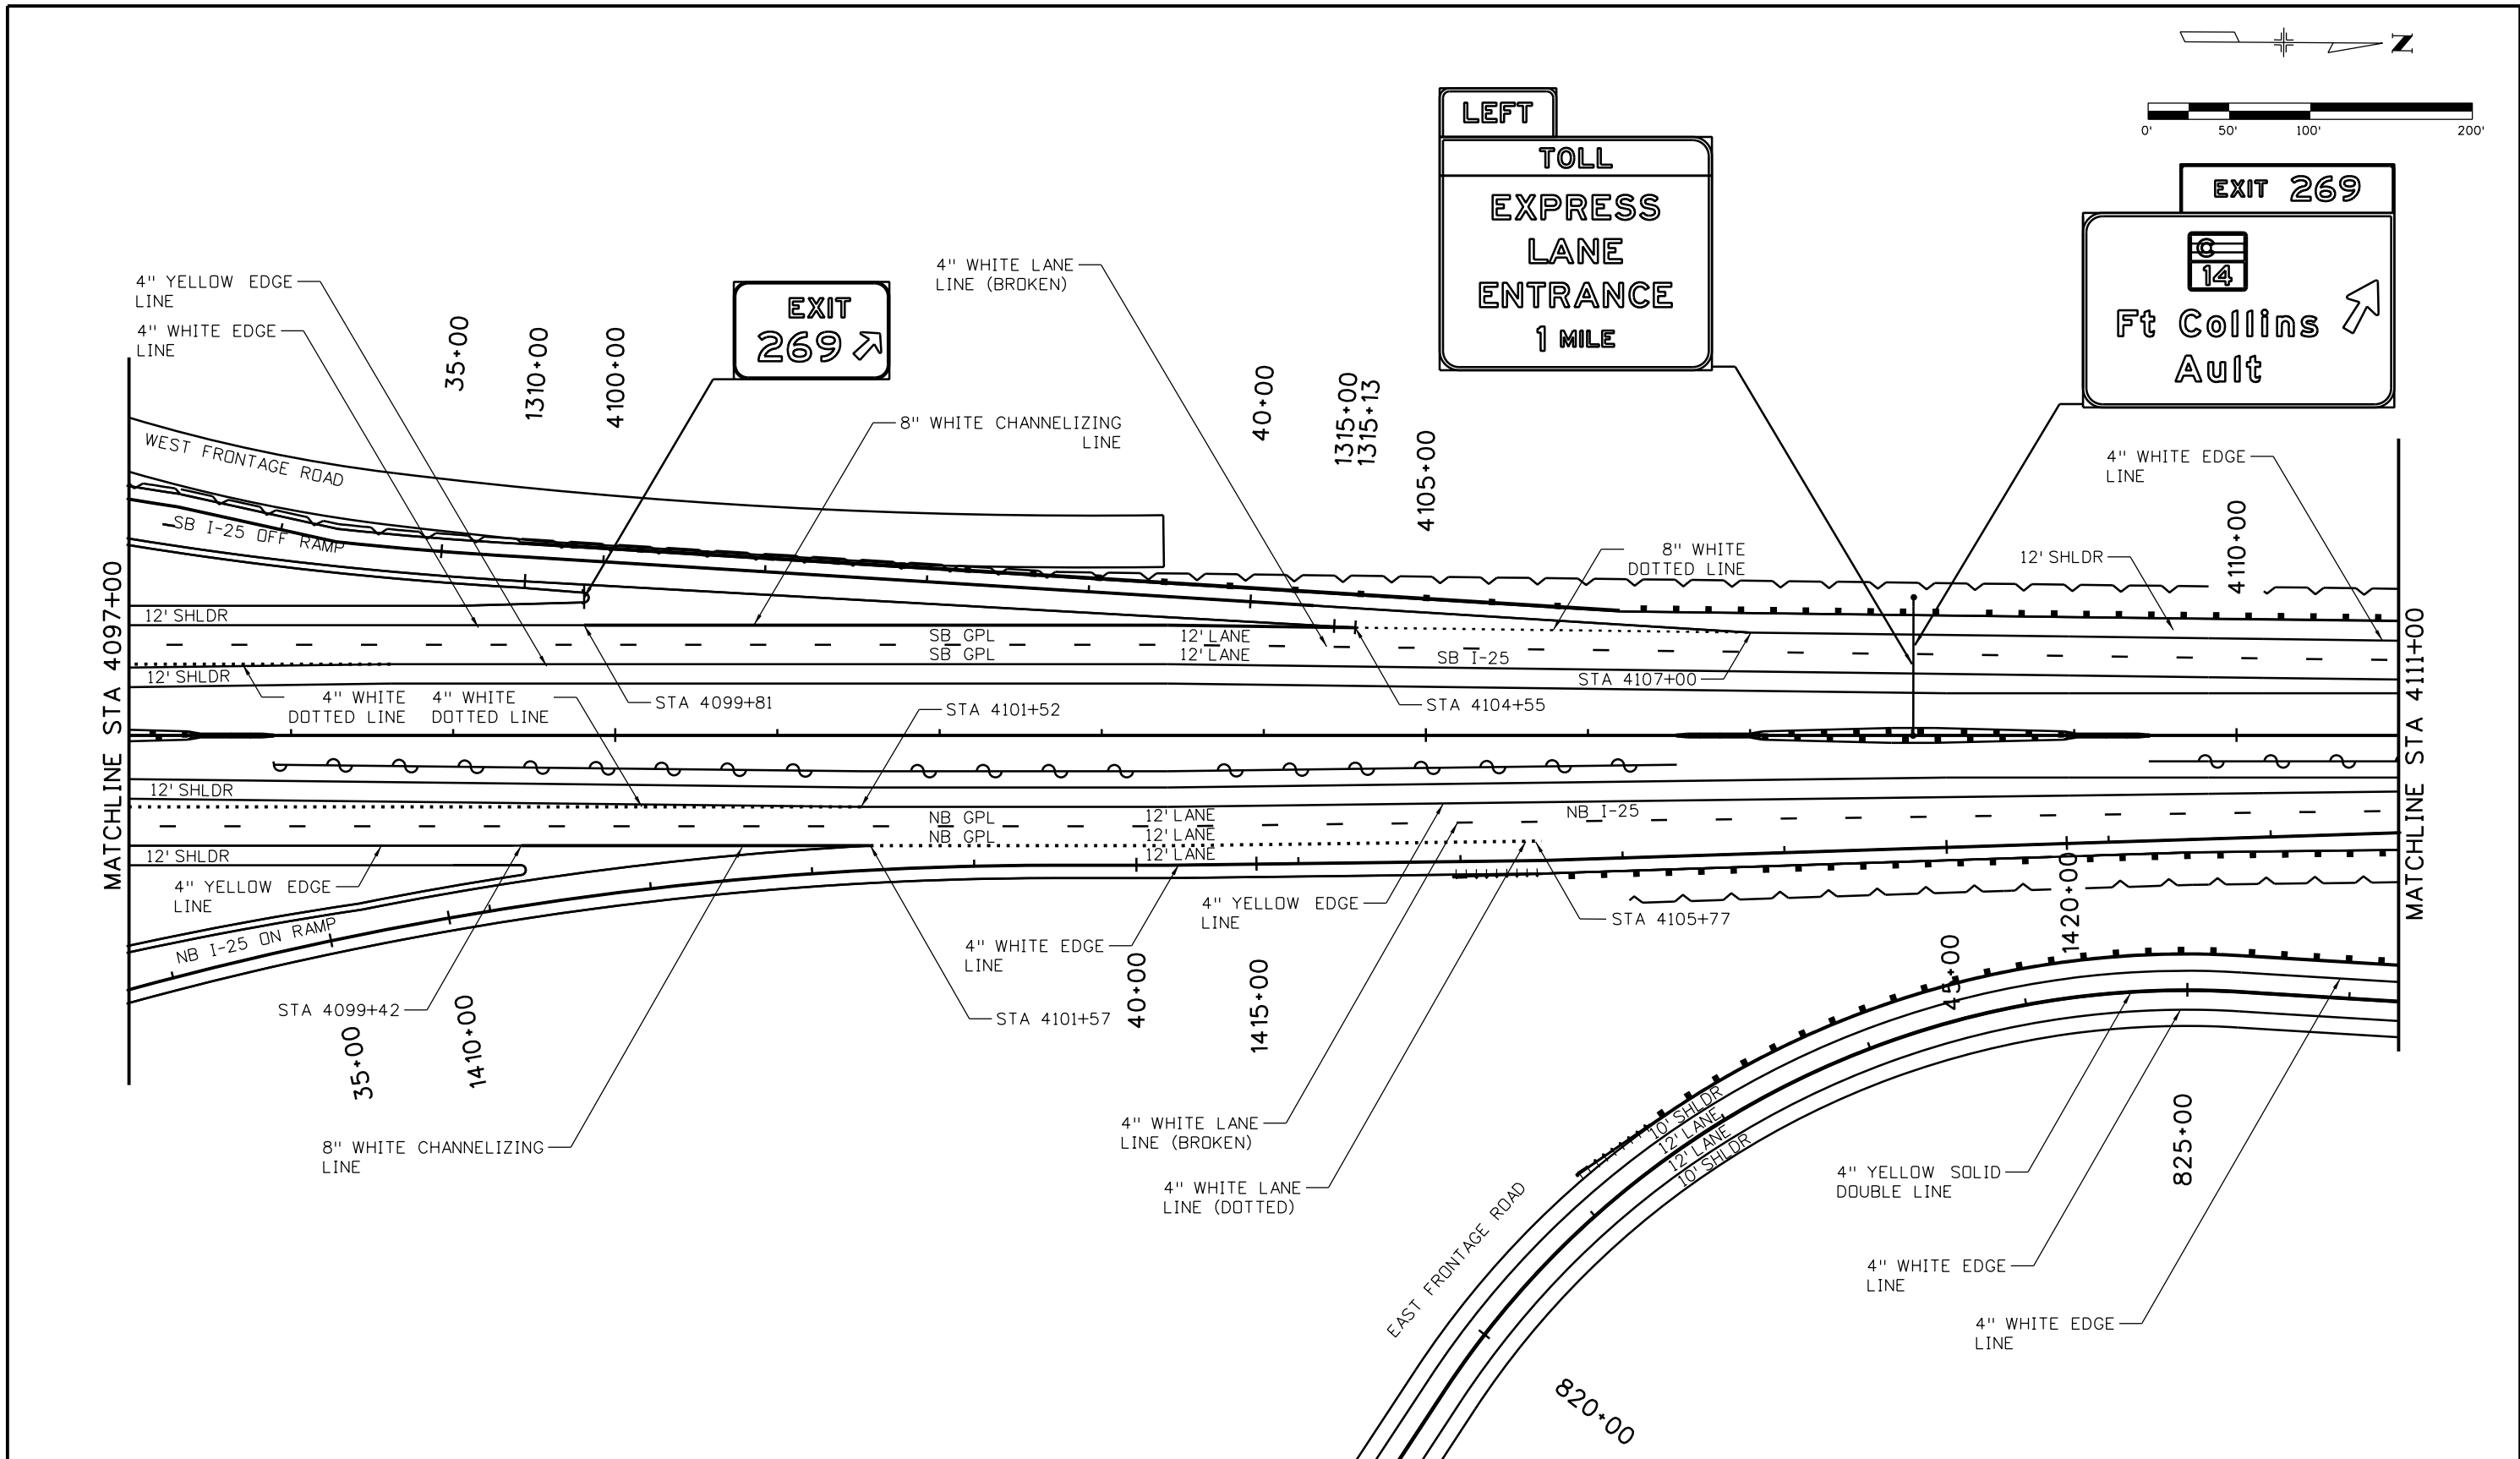 N
0' 50' 100' 200'
LEFT
TOLL
EXPRESS
LANE
ENTRANCE
1 MILE
EXIT 269
C
14
Ft Collins
Ault
EXIT
269
4" YELLOW EDGE
LINE
4" WHITE EDGE
LINE
35+00
1310+00
4100+00
4" WHITE LANE
LINE (BROKEN)
8" WHITE CHANNELIZING
LINE
40+00
1315+00
1315+13
4105+00
4" WHITE EDGE
LINE
4110+00
WEST FRONTAGE ROAD
SB I-25 OFF RAMP
8" WHITE
DOTTED LINE
12' SHLDR
MATCHLINE STA 4097+00
MATCHLINE STA 4111+00
12' SHLDR
SB GPL
SB GPL
12' LANE
12' LANE
SB I-25
12' SHLDR
STA 4107+00
4" WHITE
DOTTED LINE
4" WHITE
DOTTED LINE
STA 4099+81
STA 4101+52
STA 4104+55
12' SHLDR
NB GPL
NB GPL
12' LANE
12' LANE
12' LANE
NB I-25
12' SHLDR
4" YELLOW EDGE
LINE
NB I-25 ON RAMP
4" YELLOW EDGE
LINE
STA 4105+77
4" WHITE EDGE
LINE
STA 4099+42
STA 4101+57
35+00
1410+00
40+00
1415+00
45+00
1420+00
8" WHITE CHANNELIZING
LINE
4" WHITE LANE
LINE (BROKEN)
4" WHITE LANE
LINE (DOTTED)
10' SHLDR
12' LANE
12' LANE
10' SHLDR
EAST FRONTAGE ROAD
4" YELLOW SOLID
DOUBLE LINE
825+00
4" WHITE EDGE
LINE
4" WHITE EDGE
LINE
820+00